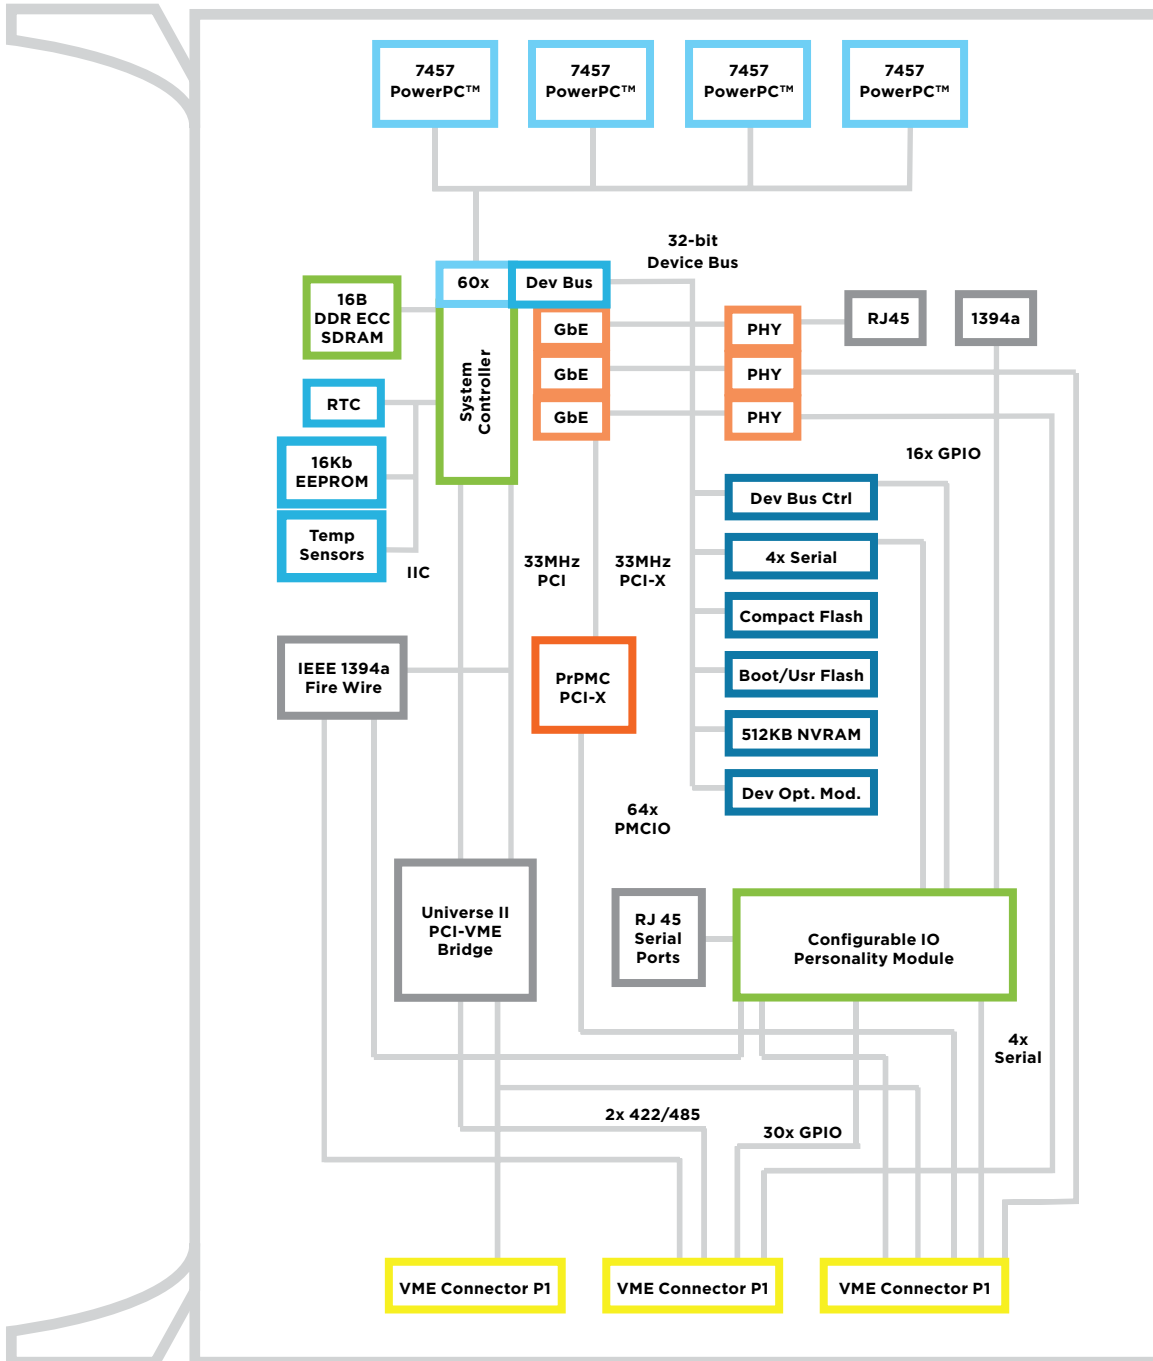 7457
PowerPC™
7457
PowerPC™
7457
PowerPC™
7457
PowerPC™
32-bit
Device Bus
60x
Dev Bus
16B
DDR ECC
SDRAM
GbE
PHY
RJ45
1394a
System
Controller
GbE
PHY
RTC
GbE
PHY
16x GPIO
16Kb
EEPROM
Dev Bus Ctrl
Temp
Sensors
IIC
33MHz
PCI
33MHz
PCI-X
4x Serial
Compact Flash
IEEE 1394a
Fire Wire
PrPMC
PCI-X
Boot/Usr Flash
512KB NVRAM
Dev Opt. Mod.
64x
PMCIO
Universe II
PCI-VME
Bridge
RJ 45
Serial
Ports
Configurable IO
Personality Module
4x
Serial
2x 422/485
30x GPIO
VME Connector P1
VME Connector P1
VME Connector P1